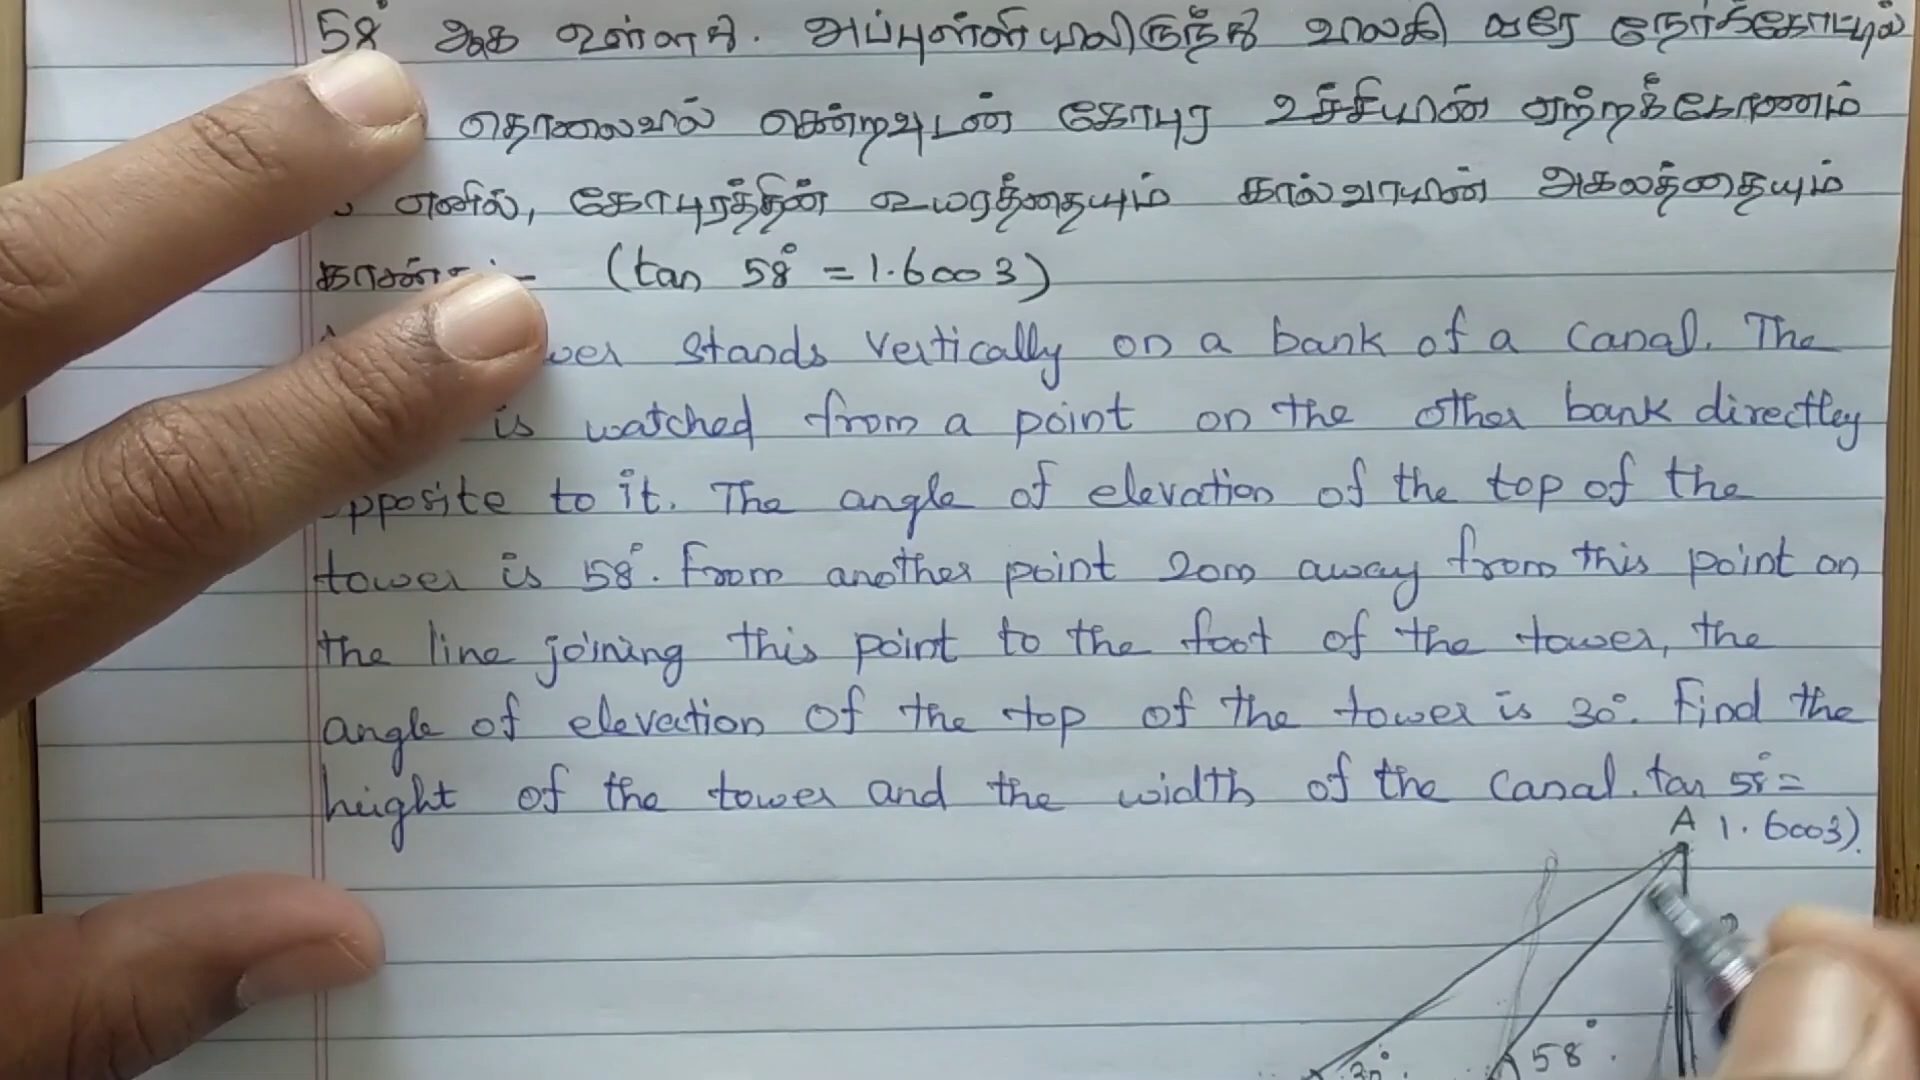 58° ஆக உள்ளது. அப்புள்ளியிலிருந்து விலகி அதே நேர்க்கோட்டில்
தொலைவில் சென்றவுடன் கோபுர உச்சியின் ஏற்றக்கோணம்
எனில், கோபுரத்தின் உயரத்தையும் கால்வாயின் அகலத்தையும்
(tan 58° = 1.6003)
stands vertically on a bank of a canal. The
is watched from a point on the other bank directley
opposite to it. The angle of elevation of the top of the
tower is 58°. From another point 20m away from this point on
the line joining this point to the foot of the tower, the
angle of elevation of the top of the tower is 30°. Find the
height of the tower and the width of the canal. tan 58° =
A 1.6003).
30° 58°